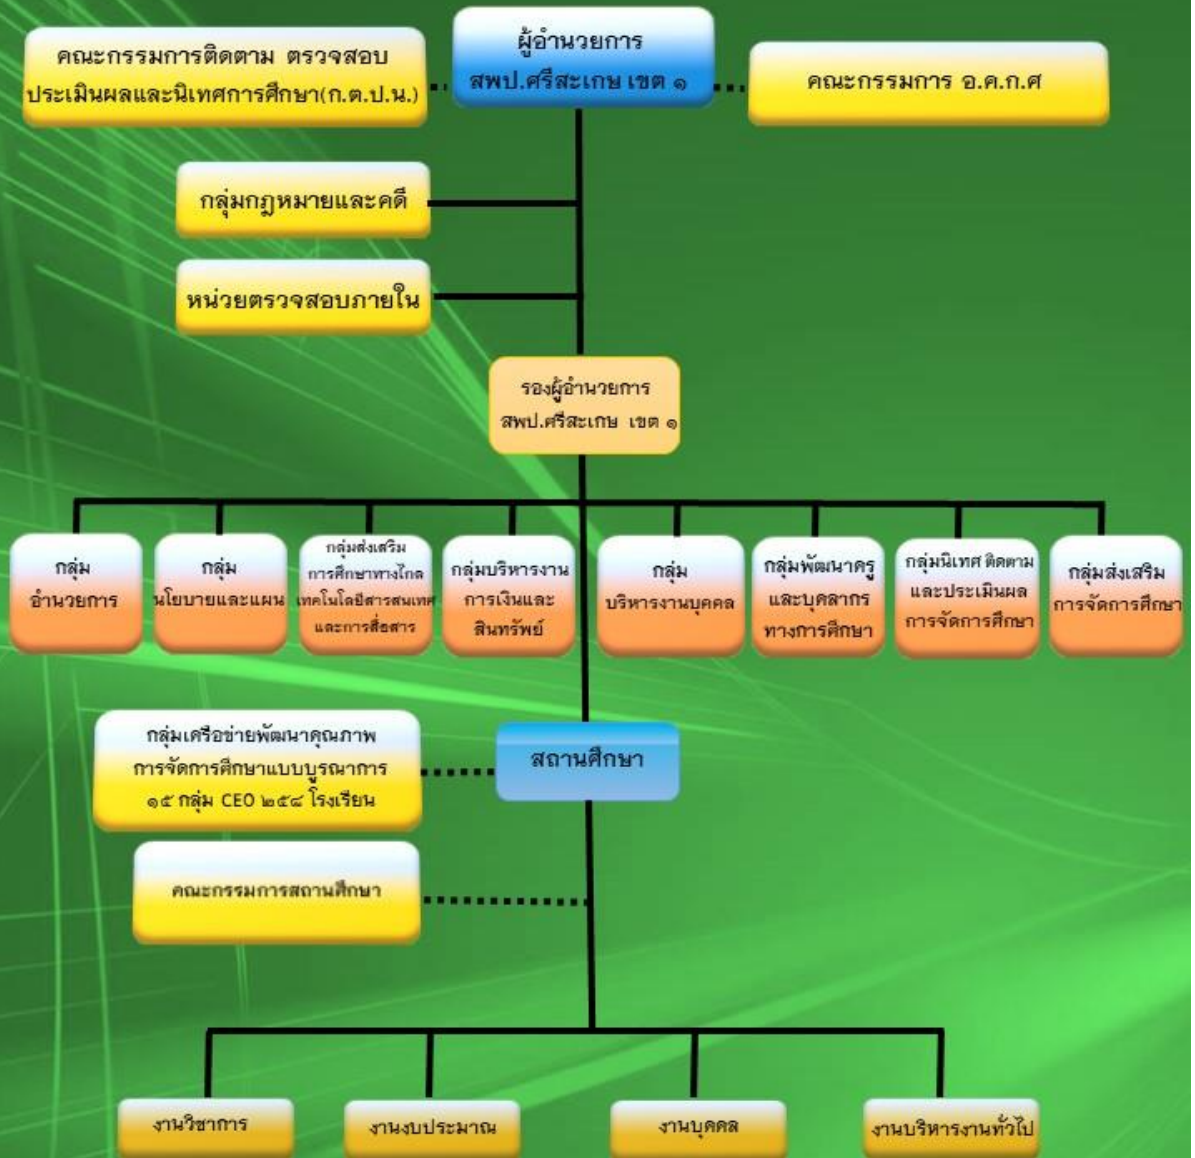 คณะกรรมการติดตาม ตรวจสอบ
ประเมินผลและนิเทศการศึกษา(ก.ต.ป.น.)
ผู้อำนวยการ
สพป.ศรีสะเกษ เขต ๑
คณะกรรมการ อ.ค.ก.ศ
กลุ่มกฎหมายและคดี
หน่วยตรวจสอบภายใน
รองผู้อำนวยการ
สพป.ศรีสะเกษ เขต ๑
กลุ่ม
อำนวยการ
กลุ่ม
นโยบายและแผน
กลุ่มส่งเสริม
การศึกษาทางไกล
เทคโนโลยีสารสนเทศ
และการสื่อสาร
กลุ่มบริหารงาน
การเงินและ
สินทรัพย์
กลุ่ม
บริหารงานบุคคล
กลุ่มพัฒนาครู
และบุคลากร
ทางการศึกษา
กลุ่มนิเทศ ติดตาม
และประเมินผล
การจัดการศึกษา
กลุ่มส่งเสริม
การจัดการศึกษา
กลุ่มเครือข่ายพัฒนาคุณภาพ
การจัดการศึกษาแบบบูรณาการ
๑๕ กลุ่ม CEO ๒๕๔ โรงเรียน
สถานศึกษา
คณะกรรมการสถานศึกษา
งานวิชาการ
งานงบประมาณ
งานบุคคล
งานบริหารงานทั่วไป